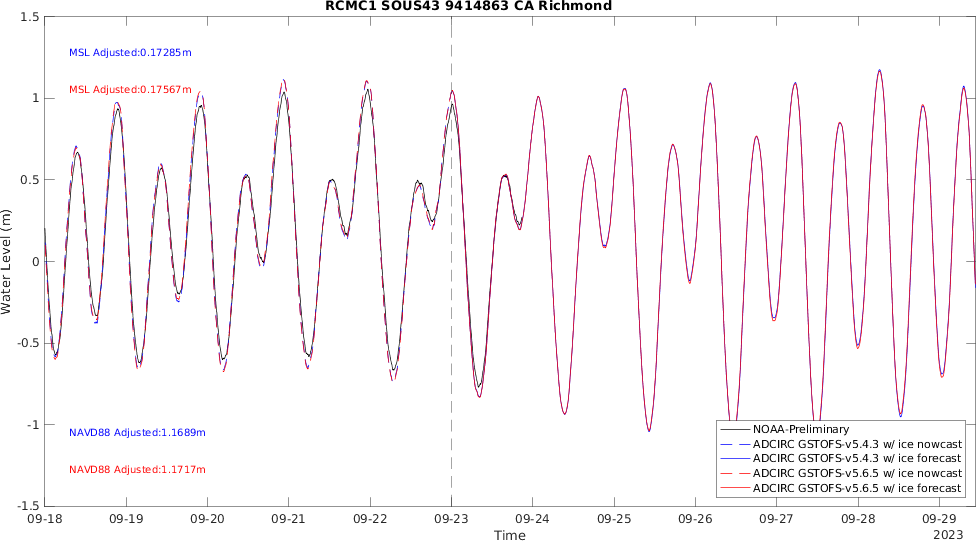 RCMC1 SOUS43 9414863 CA Richmond
1.5
MSL Adjusted:0.17285m
MSL Adjusted:0.17567m
1
0.5
0
Water Level (m)
-0.5
-1
NAVD88 Adjusted:1.1689m
NAVD88 Adjusted:1.1717m
NOAA-Preliminary
ADCIRC GSTOFS-v5.4.3 w/ ice nowcast
ADCIRC GSTOFS-v5.4.3 w/ ice forecast
ADCIRC GSTOFS-v5.6.5 w/ ice nowcast
ADCIRC GSTOFS-v5.6.5 w/ ice forecast
-1.5
09-18 09-19 09-20 09-21 09-22 09-23 09-24 09-25 09-26 09-27 09-28 09-29
Time 2023